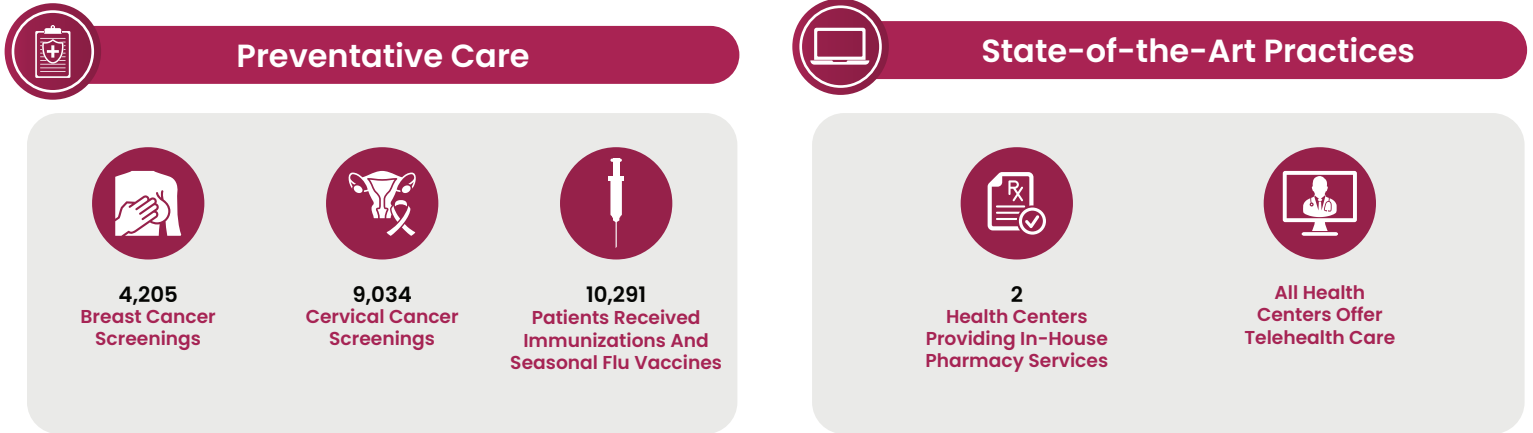 Preventative Care
4,205
Breast Cancer
Screenings
9,034
Cervical Cancer
Screenings
10,291
Patients Received
Immunizations And
Seasonal Flu Vaccines
State-of-the-Art Practices
Rx
2
Health Centers
Providing In-House
Pharmacy Services
All Health
Centers Offer
Telehealth Care